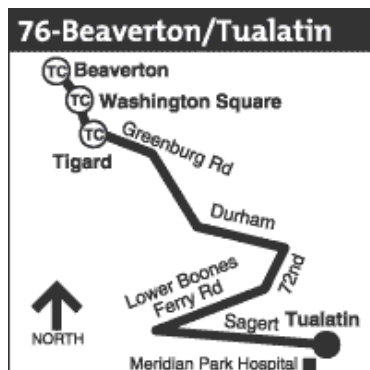 76-Beaverton/Tualatin
TC Beaverton
TC Washington Square
TC
Tigard
Greenburg Rd
Durham
72nd
Lower Boones
Ferry Rd
Sagert
Tualatin
NORTH
Meridian Park Hospital